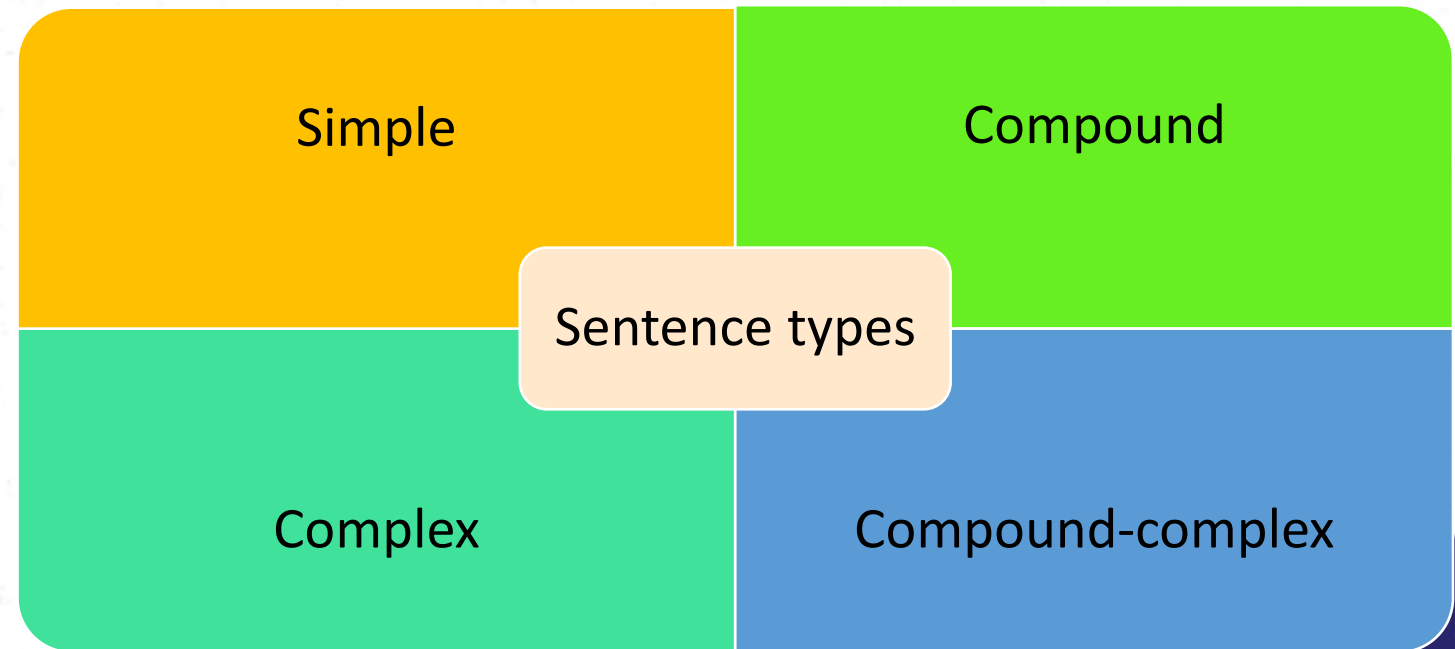 Simple
Compound
Sentence types
Complex
Compound-complex